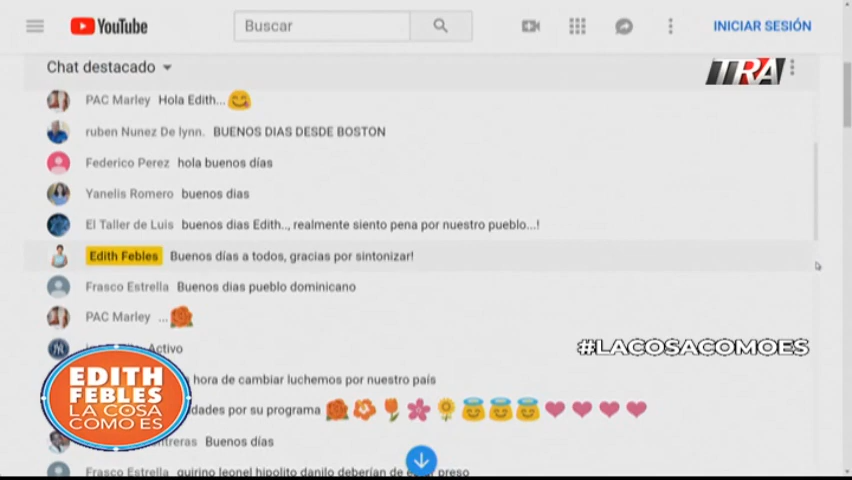 YouTube
Buscar
INICIAR SESIÓN
Chat destacado
TRA
PAC Marley Hola Edith...
ruben Nunez De lynn. BUENOS DIAS DESDE BOSTON
Federico Perez hola buenos días
Yanelis Romero buenos dias
El Taller de Luis buenos dias Edith.., realmente siento pena por nuestro pueblo...!
Edith Febles Buenos días a todos, gracias por sintonizar!
Frasco Estrella Buenos dias pueblo dominicano
PAC Marley ...
Activo
#LACOSACOMOES
hora de cambiar luchemos por nuestro país
dades por su programa
Buenos días
Frasco Estrella quirino leonel hipolito danilo deberían de preso
EDITH
FEBLES
LA COSA
COMO ES